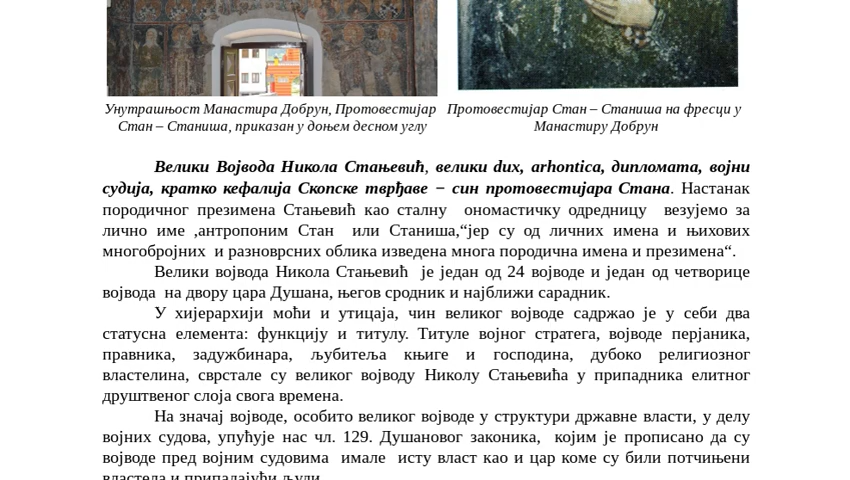 Унутрашњост Манастира Добрун, Протовестијар
Стан – Станиша, приказан у доњем десном углу
Протовестијар Стан – Станиша на фресци у
Манастиру Добрун
Велики Војвода Никола Стањевић, велики dux, arhontica, дипломата, војни
судија, кратко кефалија Скопске тврђаве − син протовестијара Стана. Настанак
породичног презимена Стањевић као сталну ономастичку одредницу везујемо за
лично име ,антропоним Стан или Станиша,“јер су од личних имена и њихових
многобројних и разноврсних облика изведена многа породична имена и презимена“.
Велики војвода Никола Стањевић је један од 24 војводе и један од четворице
војвода на двору цара Душана, његов сродник и најближи сарадник.
У хијерархији моћи и утицаја, чин великог војводе садржао је у себи два
статусна елемента: функцију и титулу. Титуле војног стратега, војводе перјаника,
правника, задужбинара, љубитеља књиге и господина, дубоко религиозног
властелина, сврстале су великог војводу Николу Стањевића у припадника елитног
друштвеног слоја свога времена.
На значај војводе, особито великог војводе у структури државне власти, у делу
војних судова, упућује нас чл. 129. Душановог законика, којим је прописано да су
војводе пред војним судовима имале исту власт као и цар коме су били потчињени
властела и припадајући људи